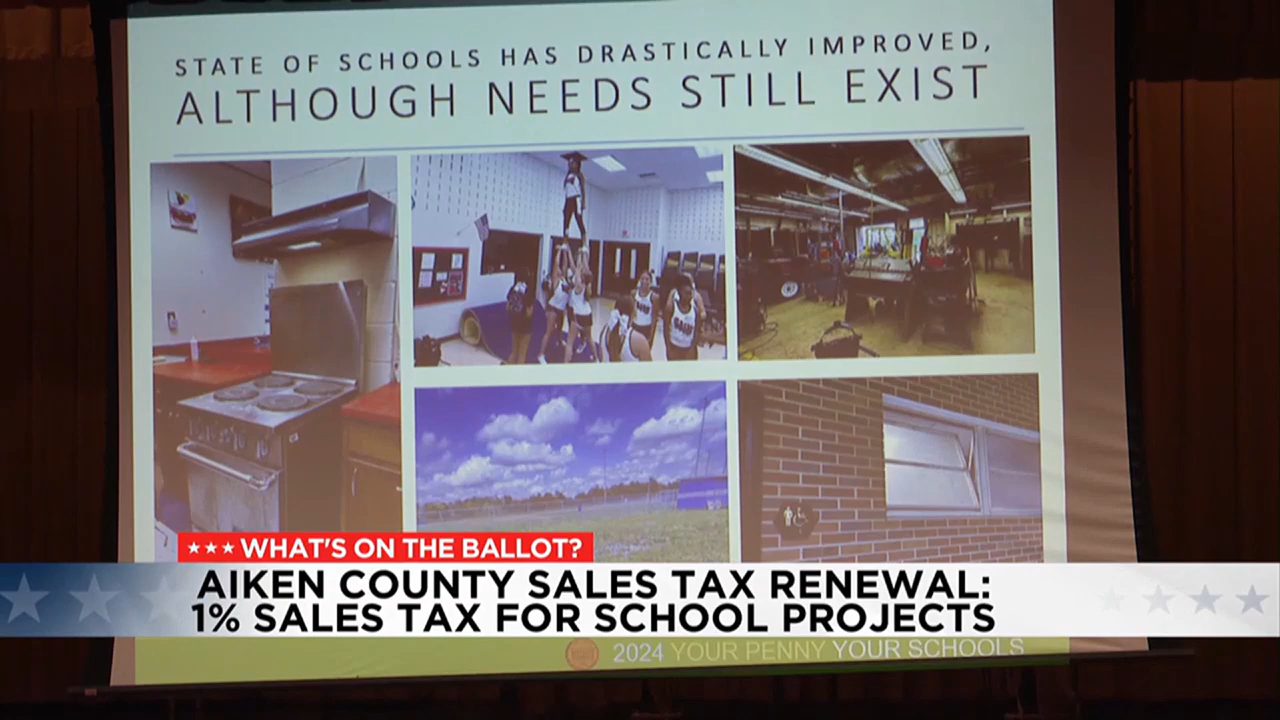 STATE OF SCHOOLS HAS DRASTICALLY IMPROVED,
ALTHOUGH NEEDS STILL EXIST
★★★ WHAT'S ON THE BALLOT?
AIKEN COUNTY SALES TAX RENEWAL:
1% SALES TAX FOR SCHOOL PROJECTS
2024 YOUR PENNY YOUR SCHOOLS